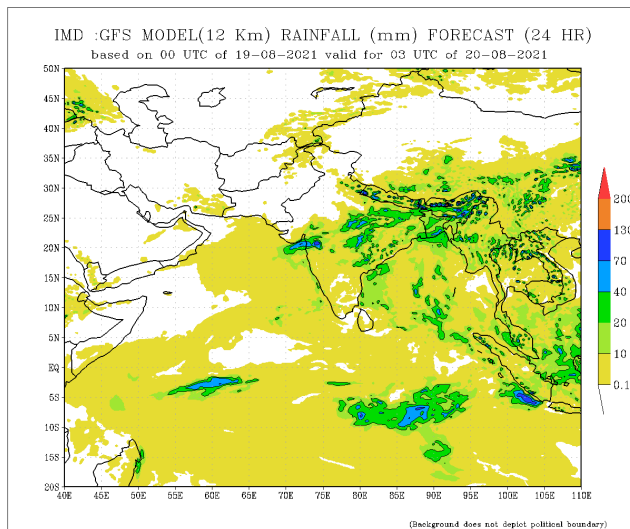 IMD :GFS MODEL(12 Km) RAINFALL (mm) FORECAST (24 HR)
based on 00 UTC of 19-08-2021 valid for 03 UTC of 20-08-2021
50N
45N
40N
35N
30N
25N
20N
15N
10N
5N
EQ
5S
10S
15S
20S
40E 45E 50E 55E 60E 65E 70E 75E 80E 85E 90E 95E 100E 105E 110E
200
130
70
40
20
10
0.1
(Background does not depict political boundary)